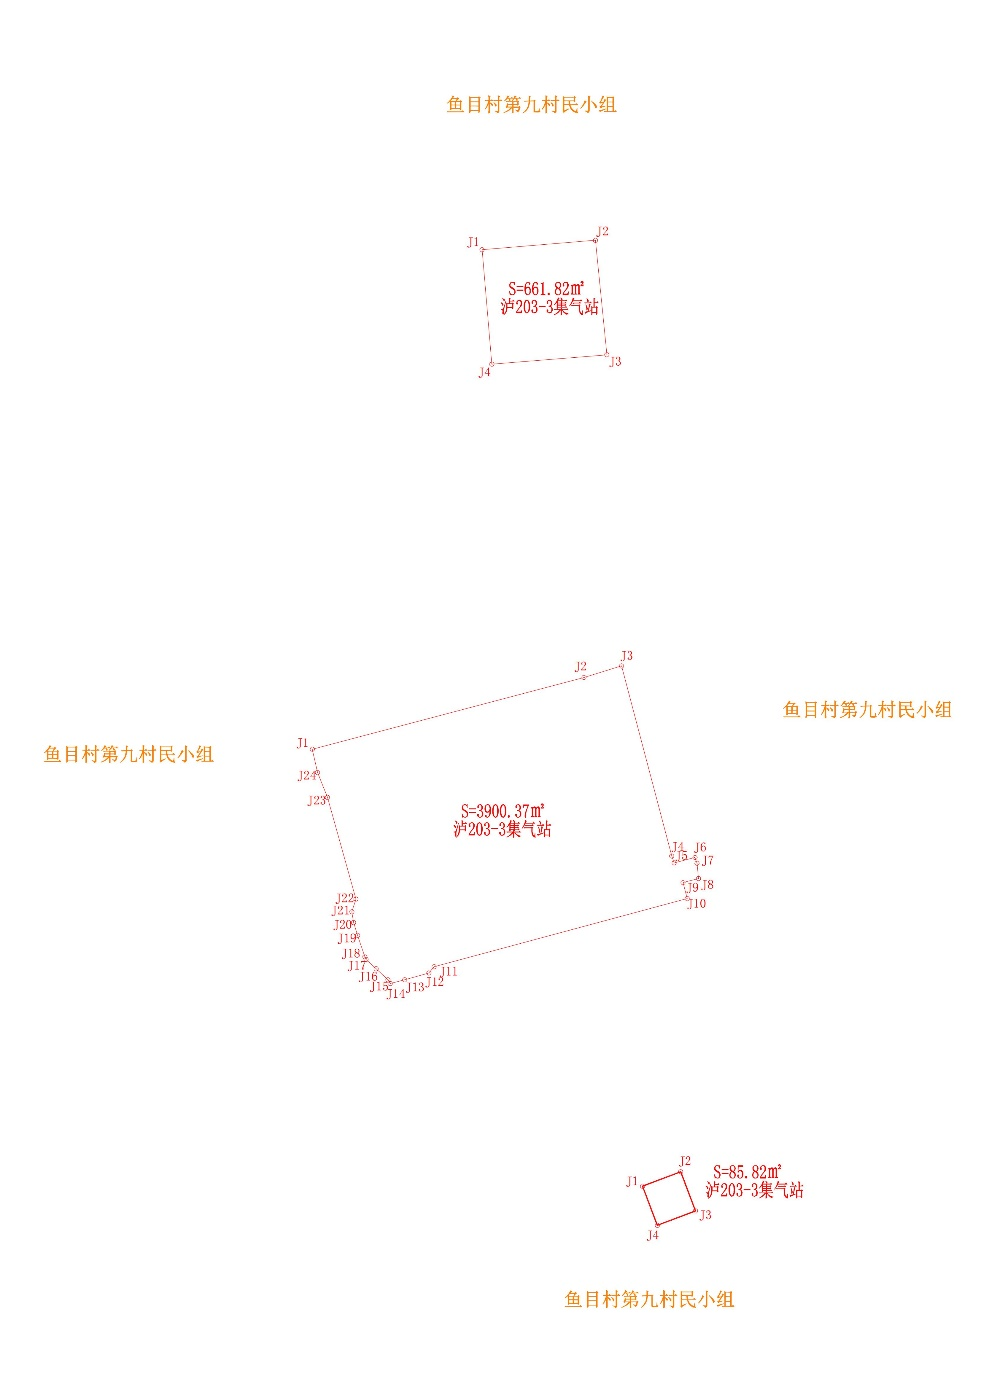 鱼目村第九村民小组
J1
J2
S=661.82㎡
泸203-3集气站
J3
J4
J3
J2
鱼目村第九村民小组
J1
鱼目村第九村民小组
J24
J23
S=3900.37㎡
泸203-3集气站
J4
J6
J5
J7
J8
J9
J10
J22
J21
J20
J19
J18
J17
J16
J15
J14
J13
J12
J11
J2
J1
S=85.82㎡
泸203-3集气站
J3
J4
鱼目村第九村民小组